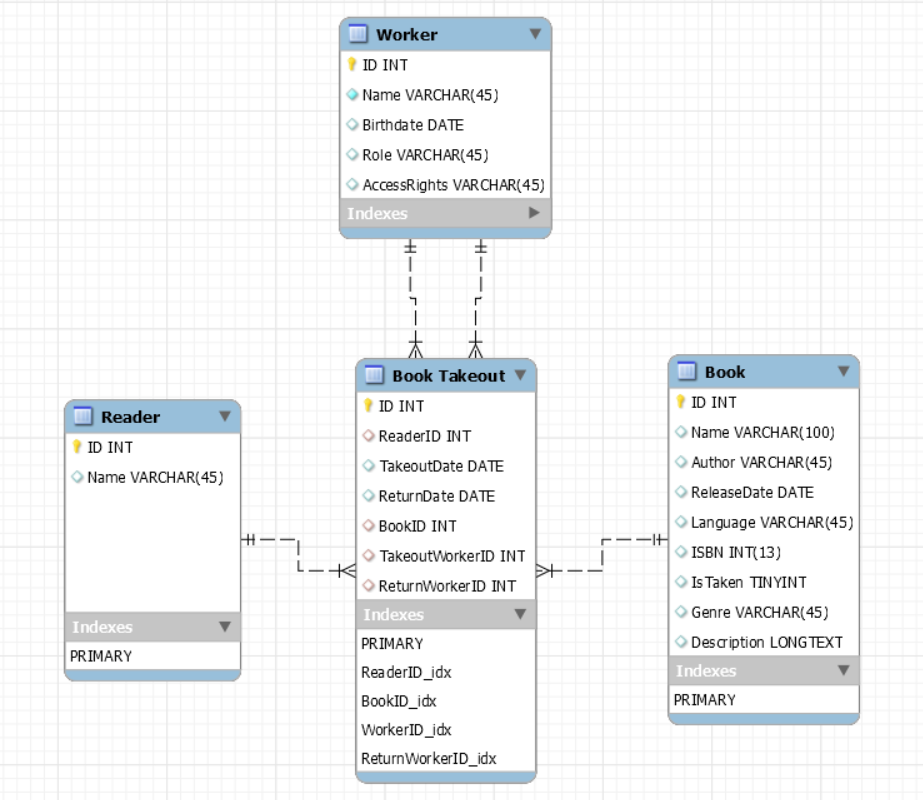 Worker
ID INT
Name VARCHAR(45)
Birthdate DATE
Role VARCHAR(45)
AccessRights VARCHAR(45)
Indexes
Reader
ID INT
Name VARCHAR(45)
Indexes
PRIMARY
Book Takeout
ID INT
ReaderID INT
TakeoutDate DATE
ReturnDate DATE
BookID INT
TakeoutWorkerID INT
ReturnWorkerID INT
Indexes
PRIMARY
ReaderID_idx
BookID_idx
WorkerID_idx
ReturnWorkerID_idx
Book
ID INT
Name VARCHAR(100)
Author VARCHAR(45)
ReleaseDate DATE
Language VARCHAR(45)
ISBN INT(13)
IsTaken TINYINT
Genre VARCHAR(45)
Description LONGTEXT
Indexes
PRIMARY